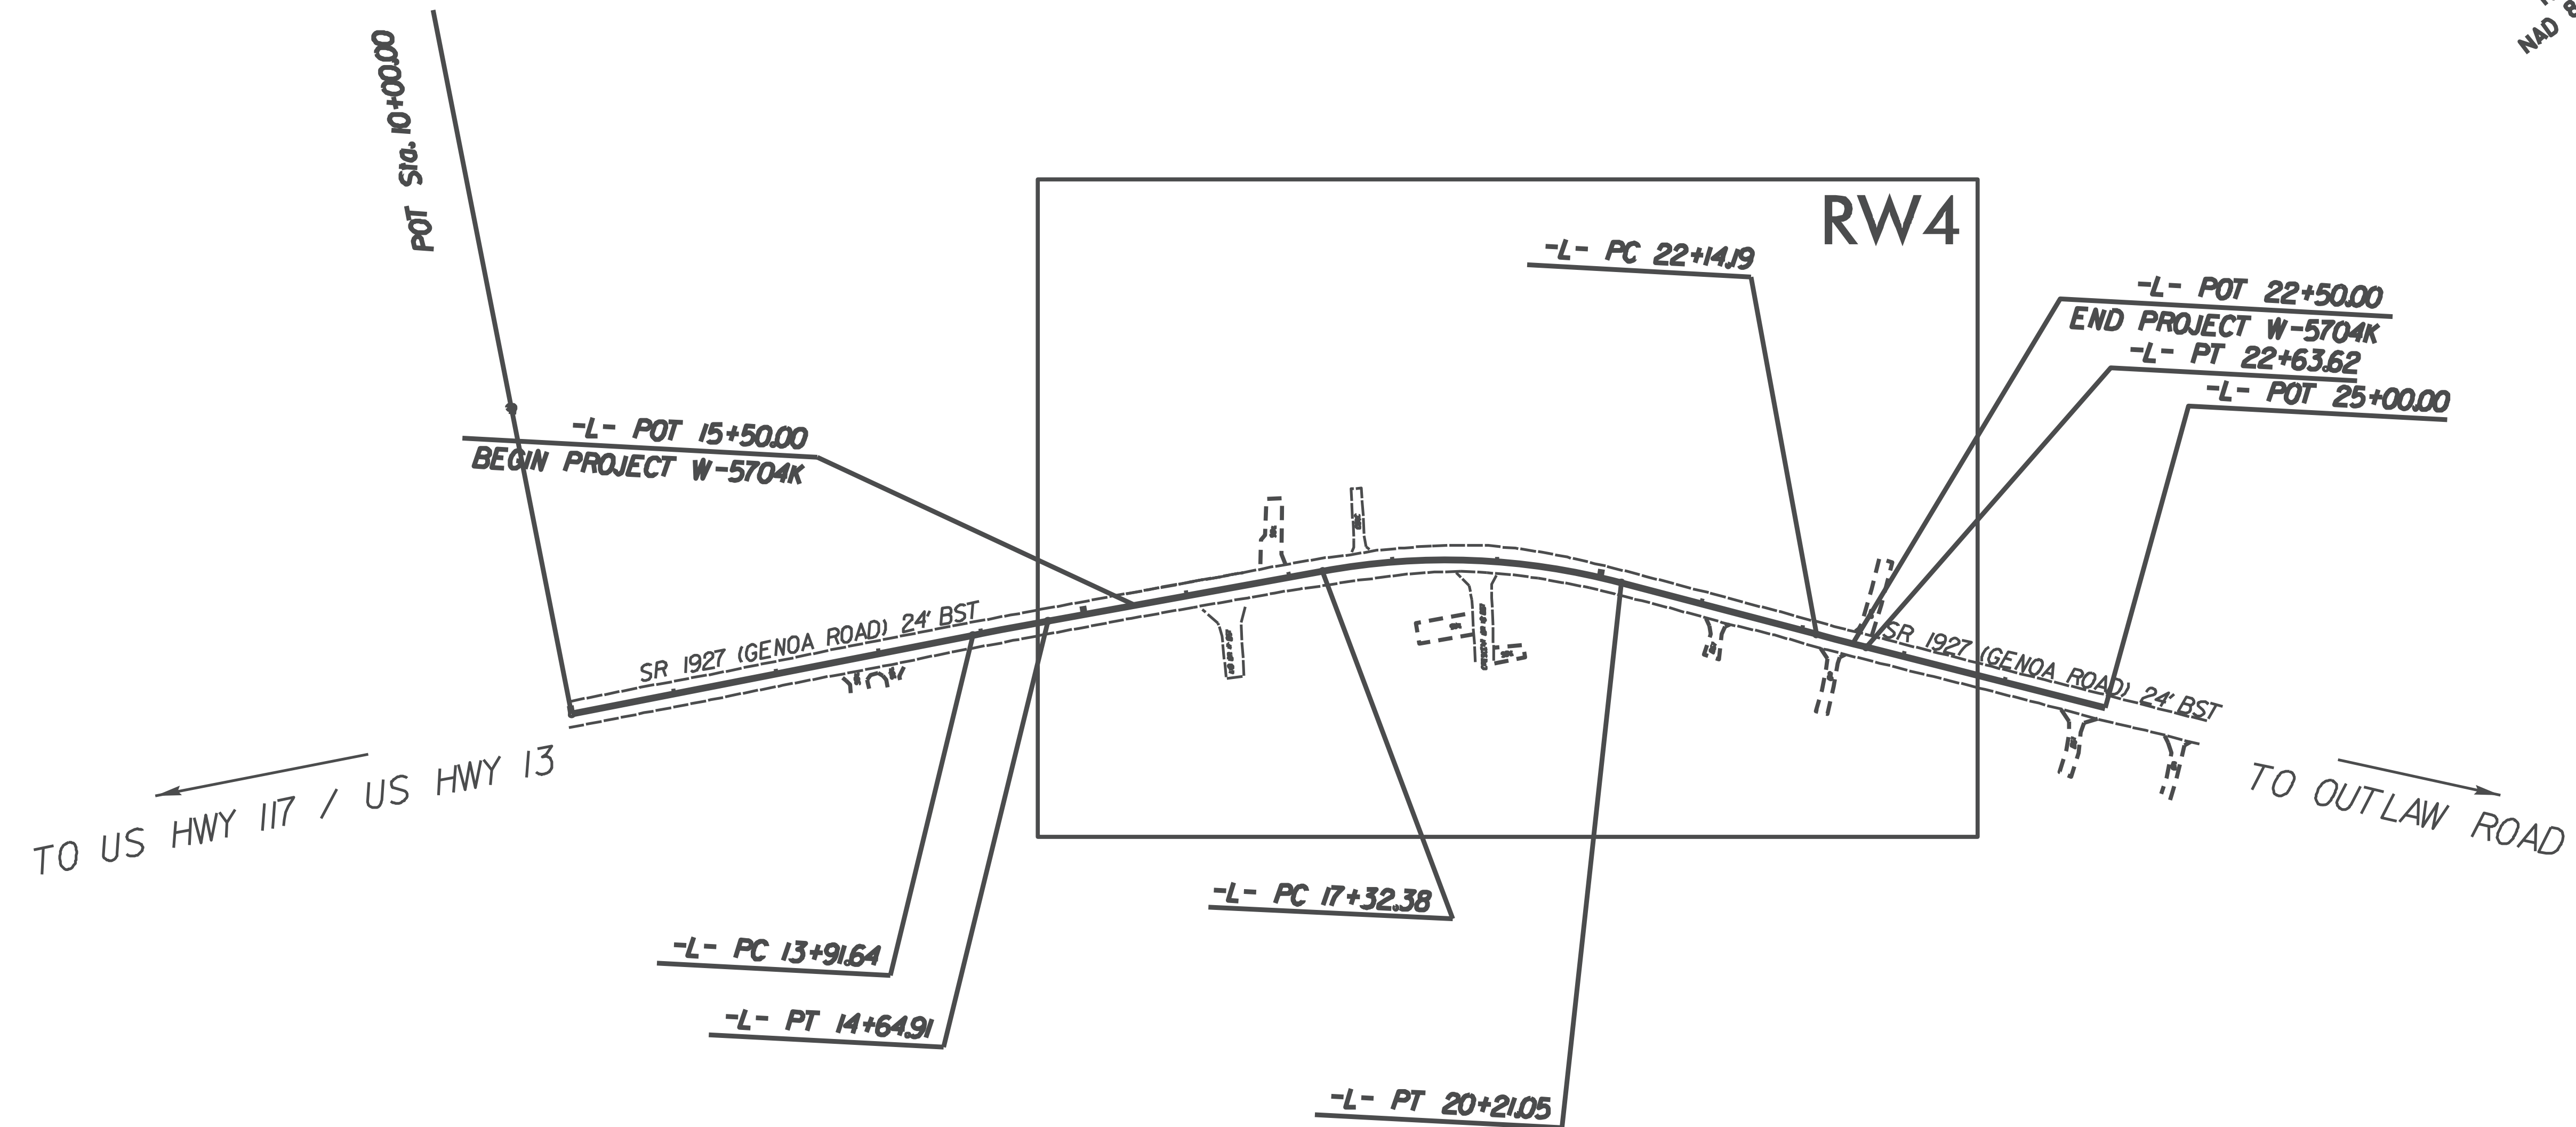 NAD 8
POT Sta. 10+00.00
RW4
-L- PC 22+14.19
-L- POT 22+50.00
END PROJECT W-5704K
-L- PT 22+63.62
-L- POT 25+00.00
-L- POT 15+50.00
BEGIN PROJECT W-5704K
SR 1927 (GENOA ROAD) 24' BST
SR 1927 (GENOA ROAD) 24' BST
TO US HWY 117 / US HWY 13
TO OUTLAW ROAD
-L- PC 17+32.38
-L- PC 13+91.64
-L- PT 14+64.91
-L- PT 20+21.05